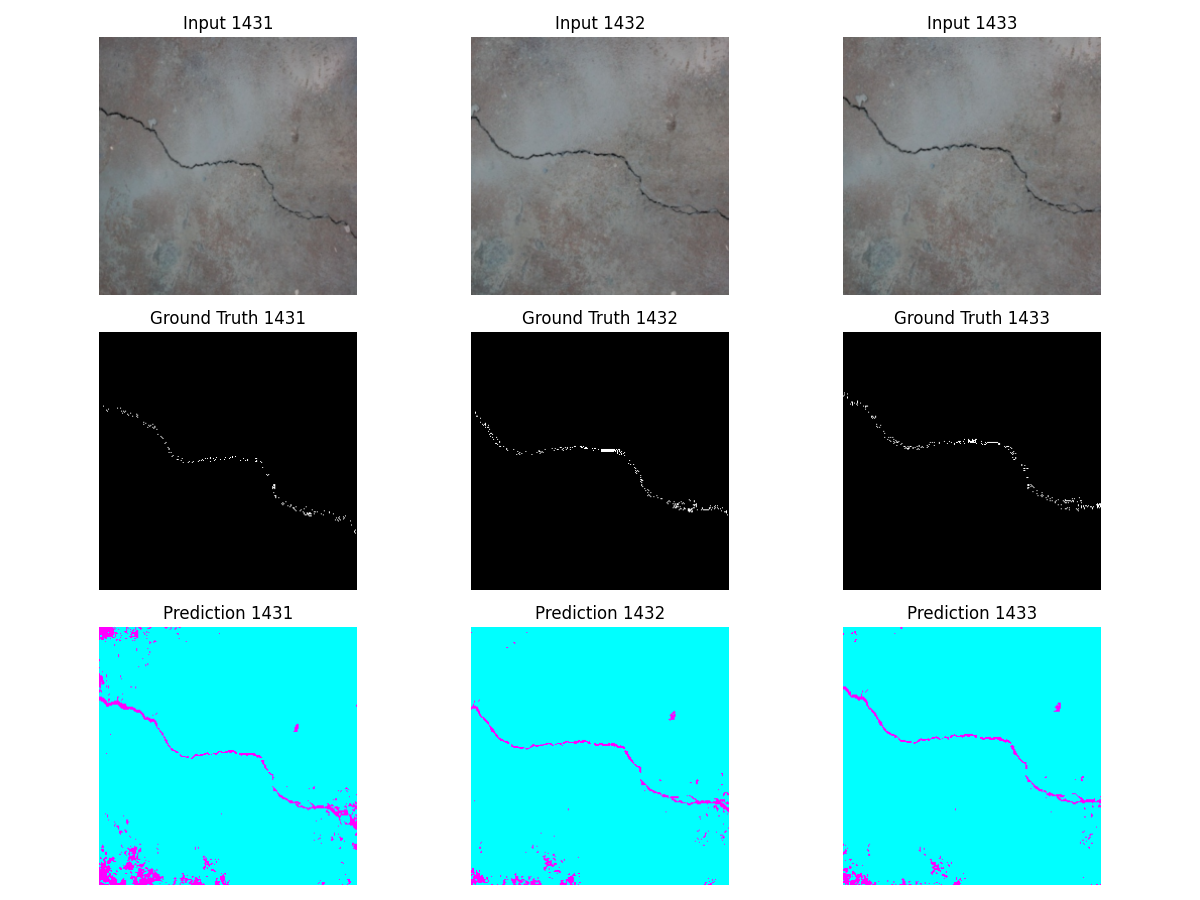 Input 1431
Input 1432
Input 1433
Ground Truth 1431
Ground Truth 1432
Ground Truth 1433
Prediction 1431
Prediction 1432
Prediction 1433